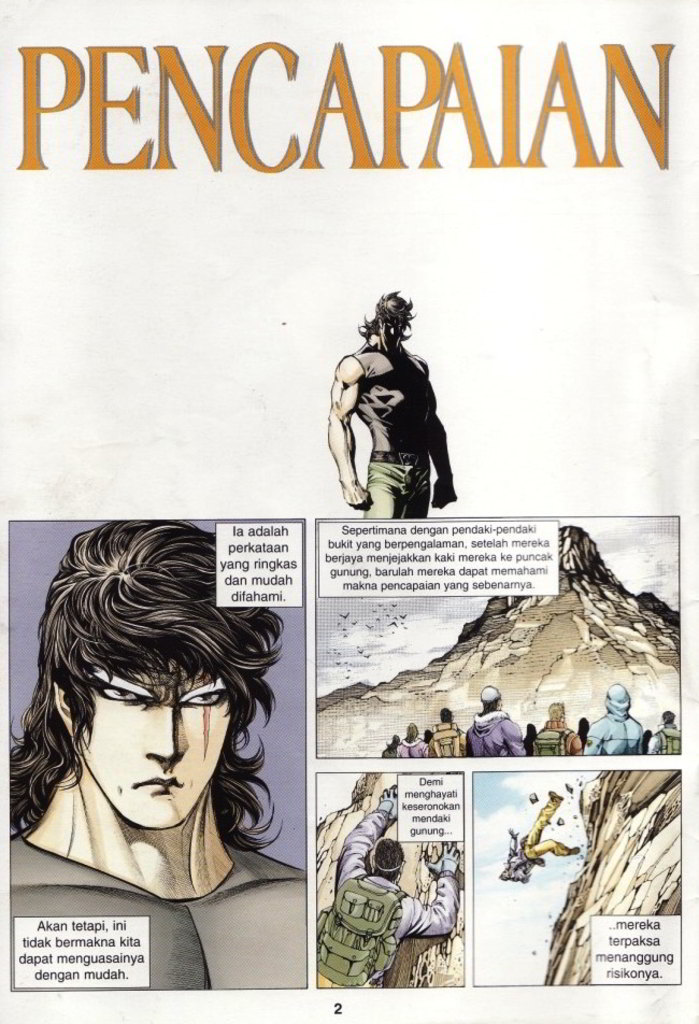 PENCAPAIAN
Ia adalah
perkataan
yang ringkas
dan mudah
difahami.
Akan tetapi, ini
tidak bermakna kita
dapat menguasainya
dengan mudah.
Sepertimana dengan pendaki-pendaki
bukit yang berpengalaman, setelah mereka
berjaya menjejakkan kaki mereka ke puncak
gunung, barulah mereka dapat memahami
makna pencapaian yang sebenarnya.
Demi
menghayati
keseronokan
mendaki
gunung...
..mereka
terpaksa
menanggung
risikonya.
2